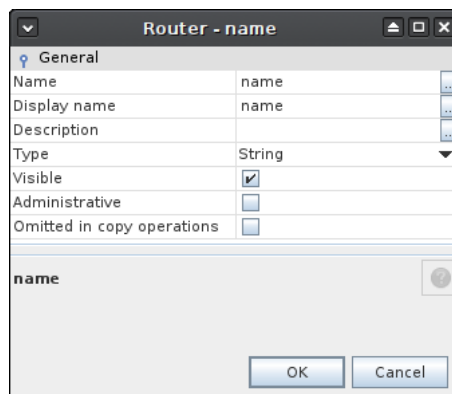 Router - name
General
Name name ...
Display name name ...
Description ...
Type String
Visible
Administrative
Omitted in copy operations
name
?
OK Cancel